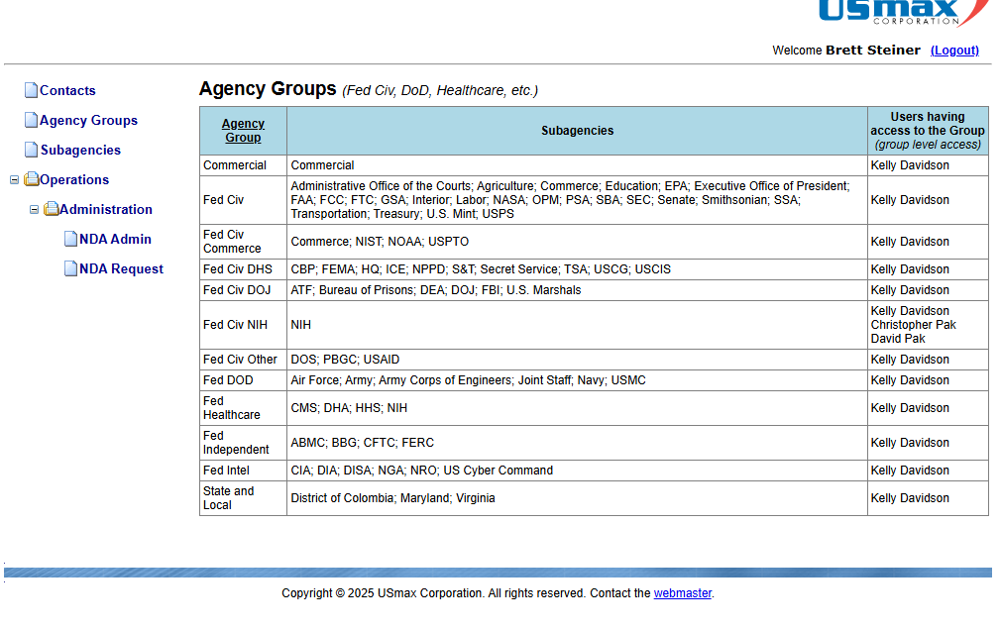 USmax
CORPORATION
Welcome Brett Steiner (Logout)
Contacts
Agency Groups
Subagencies
Operations
Administration
NDA Admin
NDA Request
Agency Groups (Fed Civ, DoD, Healthcare, etc.)
Agency
Group
Subagencies
Users having
access to the Group
(group level access)
Commercial
Commercial
Kelly Davidson
Fed Civ
Administrative Office of the Courts; Agriculture; Commerce; Education; EPA; Executive Office of President;
FAA; FCC; FTC; GSA; Interior; Labor; NASA; OPM; PSA; SBA; SEC; Senate; Smithsonian; SSA;
Transportation; Treasury; U.S. Mint; USPS
Kelly Davidson
Fed Civ
Commerce
Commerce; NIST; NOAA; USPTO
Kelly Davidson
Fed Civ DHS
CBP; FEMA; HQ; ICE; NPPD; S&T; Secret Service; TSA; USCG; USCIS
Kelly Davidson
Fed Civ DOJ
ATF; Bureau of Prisons; DEA; DOJ; FBI; U.S. Marshals
Kelly Davidson
Fed Civ NIH
NIH
Kelly Davidson
Christopher Pak
David Pak
Fed Civ Other
DOS; PBGC; USAID
Kelly Davidson
Fed DOD
Air Force; Army; Army Corps of Engineers; Joint Staff; Navy; USMC
Kelly Davidson
Fed
Healthcare
CMS; DHA; HHS; NIH
Kelly Davidson
Fed
Independent
ABMC; BBG; CFTC; FERC
Kelly Davidson
Fed Intel
CIA; DIA; DISA; NGA; NRO; US Cyber Command
Kelly Davidson
State and
Local
District of Colombia; Maryland; Virginia
Kelly Davidson
Copyright © 2025 USmax Corporation. All rights reserved. Contact the webmaster.